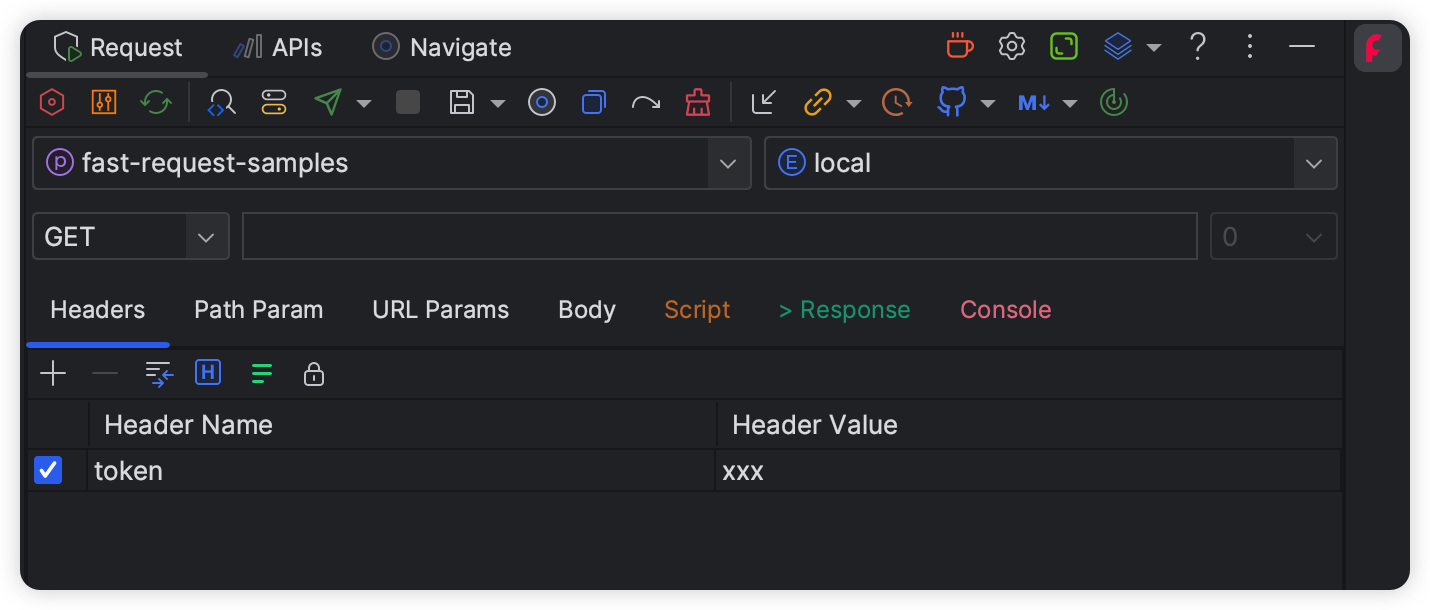 Request APIs Navigate ?
M↓
P fast-request-samples E local
GET 0
Headers Path Param URL Params Body Script > Response Console
H
Header Name Header Value
token xxx